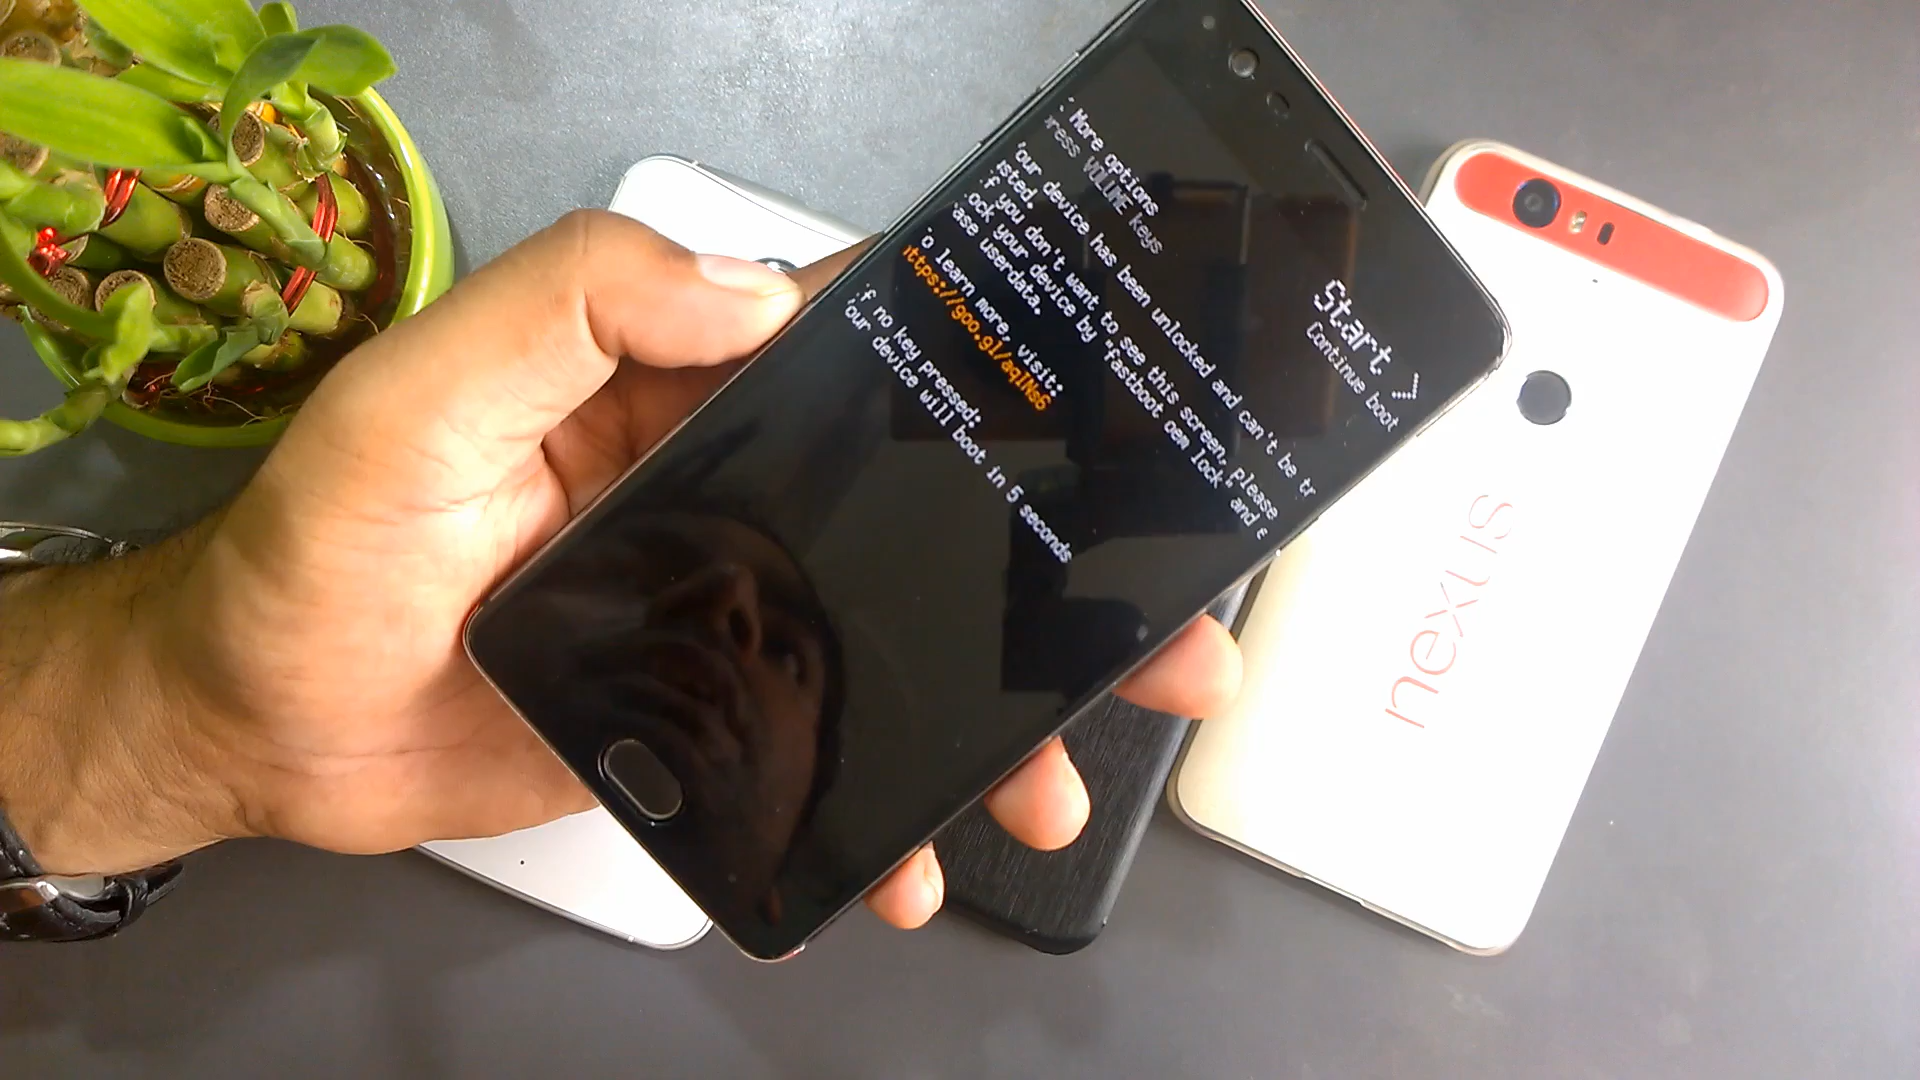 Start >
Continue boot
: More options
ress VOLUME keys
our device has been unlocked and can't be tr
sted.
f you don't want to see this screen, please
ock your device by "fastboot oem lock" and e
ase userdata.
o learn more, visit:
ttps://goo.gl/aqINs6
f no key pressed:
our device will boot in 5 seconds
nexus